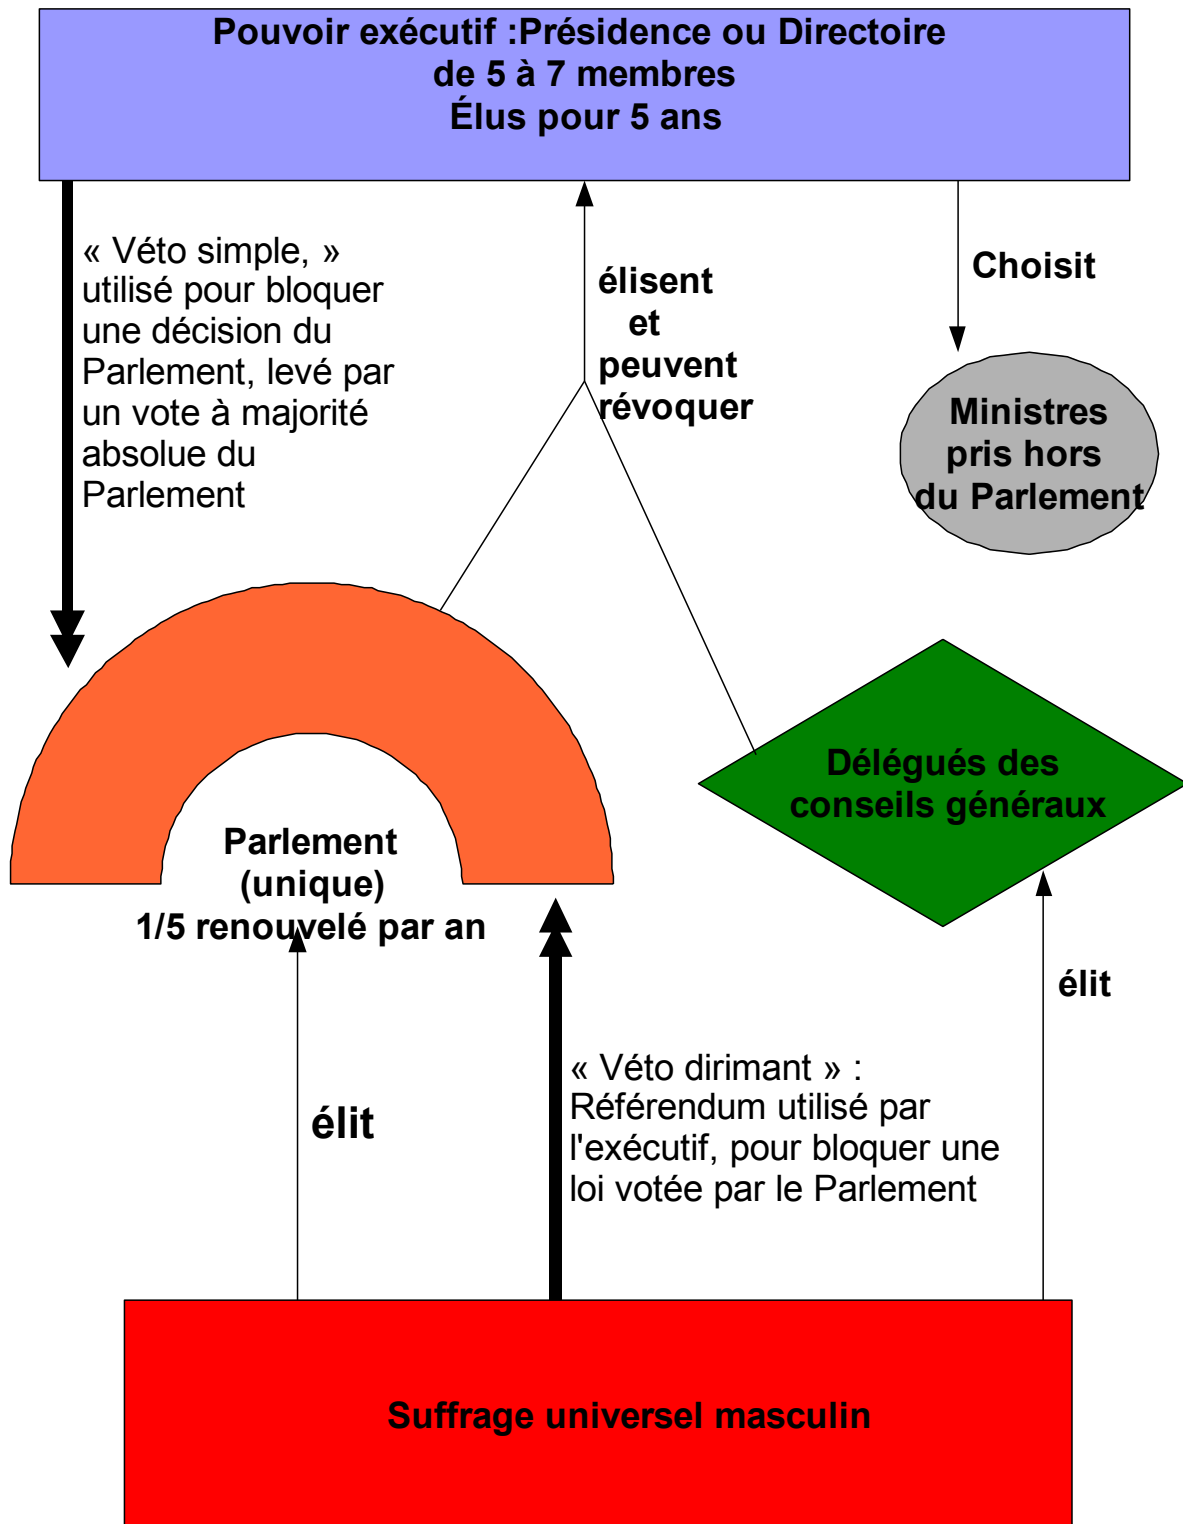 Pouvoir exécutif :Présidence ou Directoire
de 5 à 7 membres
Élus pour 5 ans
« Véto simple, »
utilisé pour bloquer
une décision du
Parlement, levé par
un vote à majorité
absolue du
Parlement
élisent
et
peuvent
révoquer
Choisit
Ministres
pris hors
du Parlement
Délégués des
conseils généraux
Parlement
(unique)
1/5 renouvelé par an
élit
« Véto dirimant » :
Référendum utilisé par
l'exécutif, pour bloquer une
loi votée par le Parlement
élit
Suffrage universel masculin